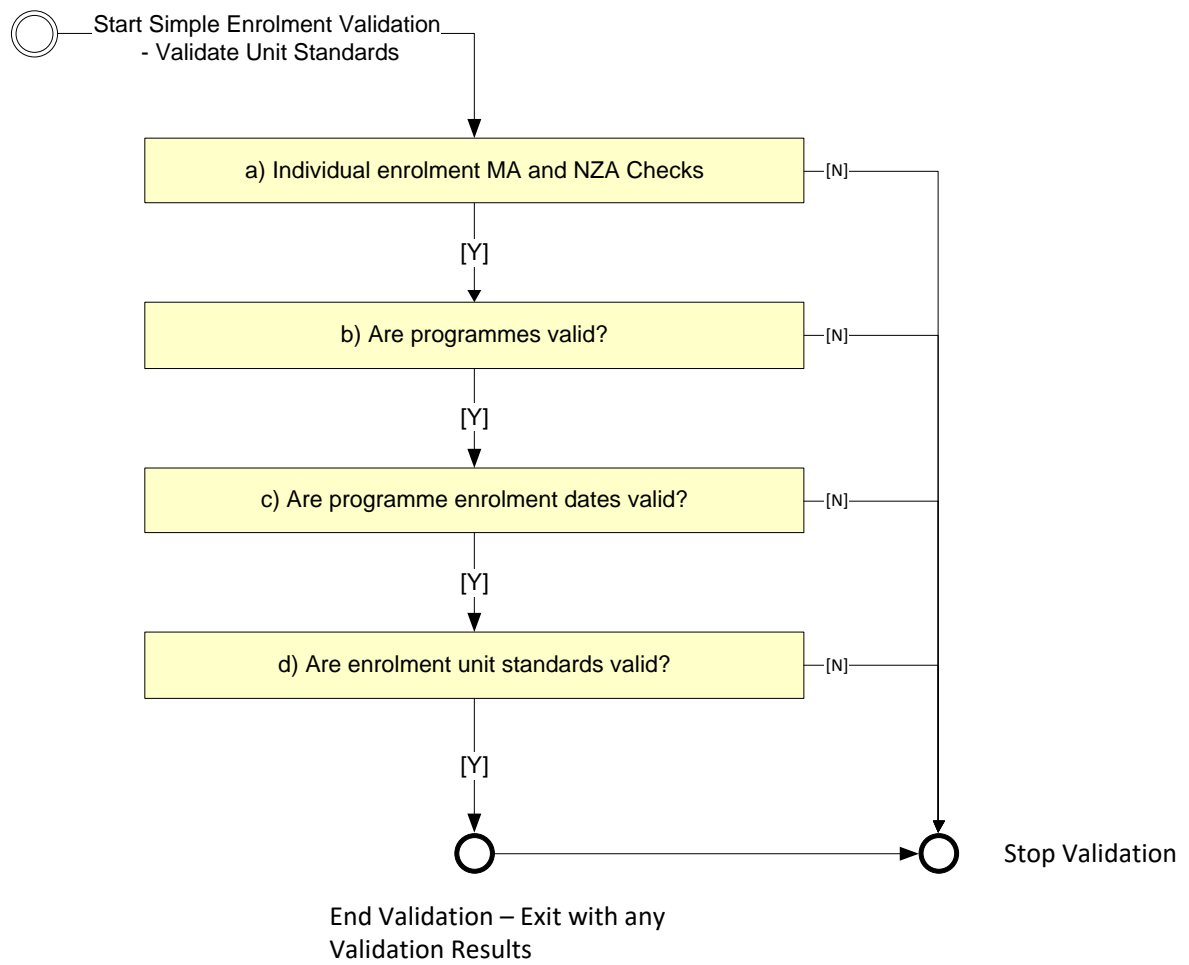 Start Simple Enrolment Validation
- Validate Unit Standards
a) Individual enrolment MA and NZA Checks
[N]
[Y]
b) Are programmes valid?
[N]
[Y]
c) Are programme enrolment dates valid?
[N]
[Y]
d) Are enrolment unit standards valid?
[N]
[Y]
Stop Validation
End Validation – Exit with any
Validation Results